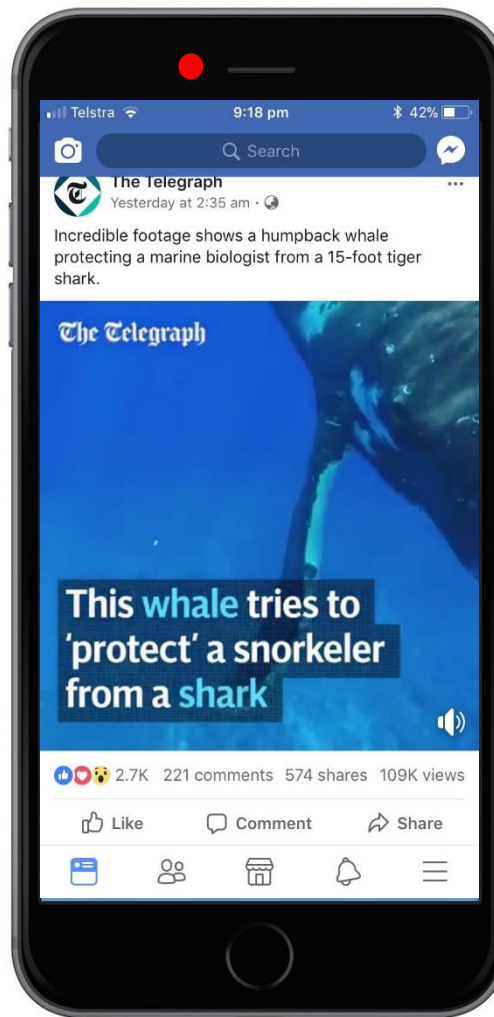 Telstra 9:18 pm 42%
Search
The Telegraph
Yesterday at 2:35 am ·
Incredible footage shows a humpback whale
protecting a marine biologist from a 15-foot tiger
shark.
The Telegraph
This whale tries to
‘protect’ a snorkeler
from a shark
2.7K 221 comments 574 shares 109K views
Like Comment Share